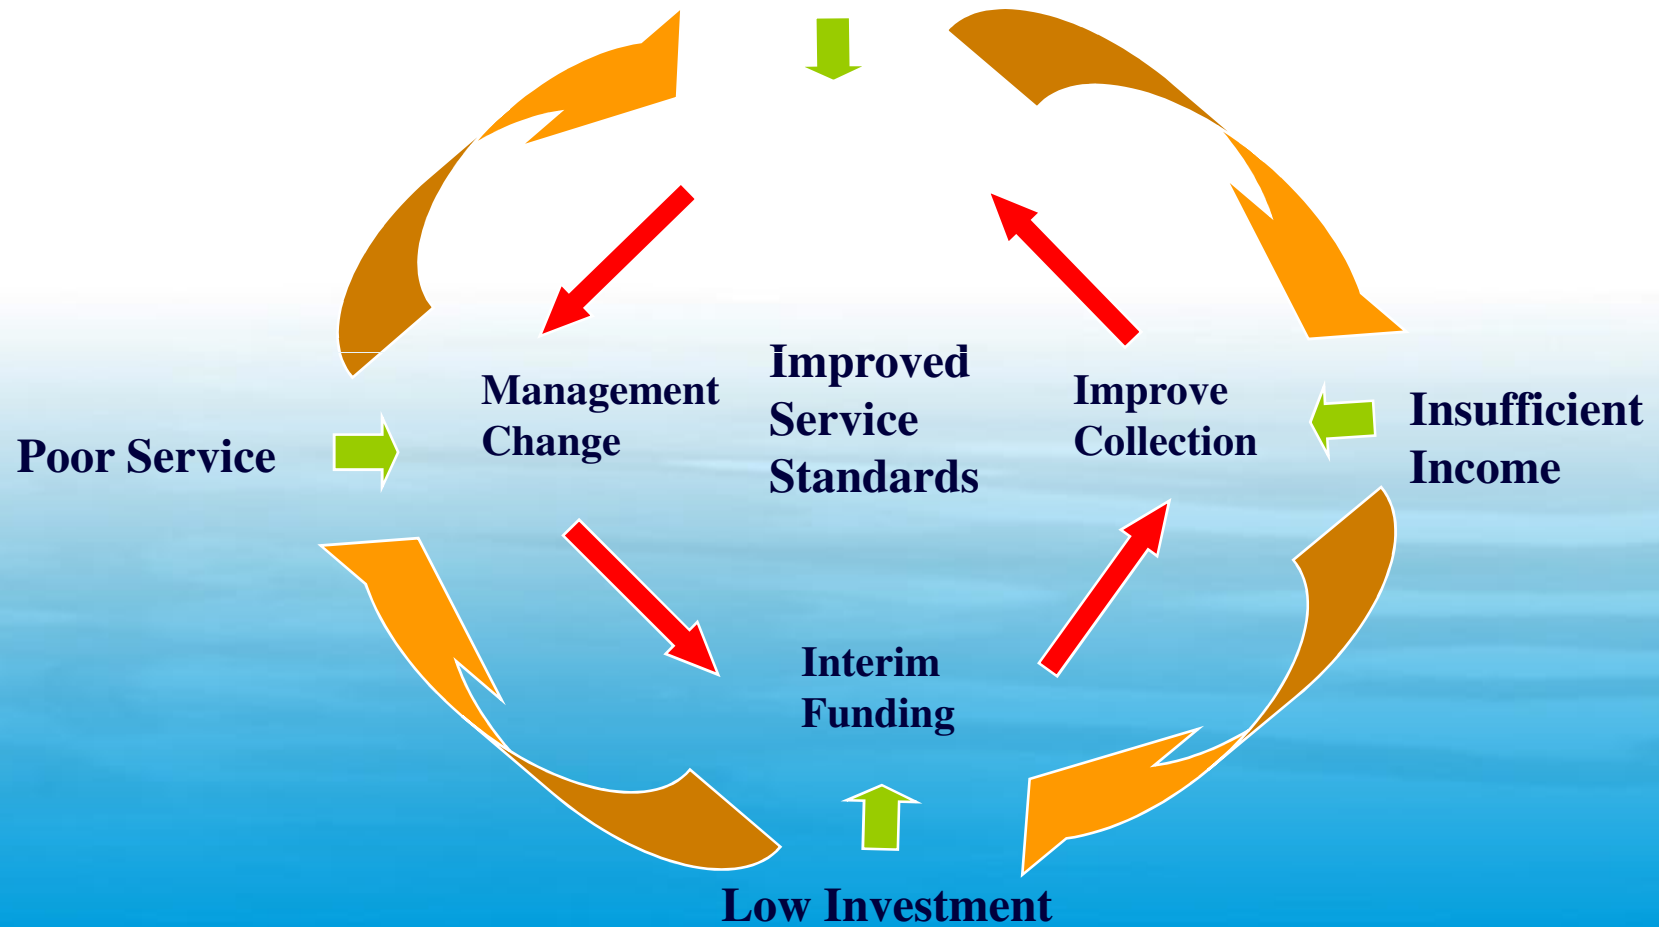 Improved
Service
Standards
Management
Change
Improve
Collection
Insufficient
Income
Poor Service
Interim
Funding
Low Investment